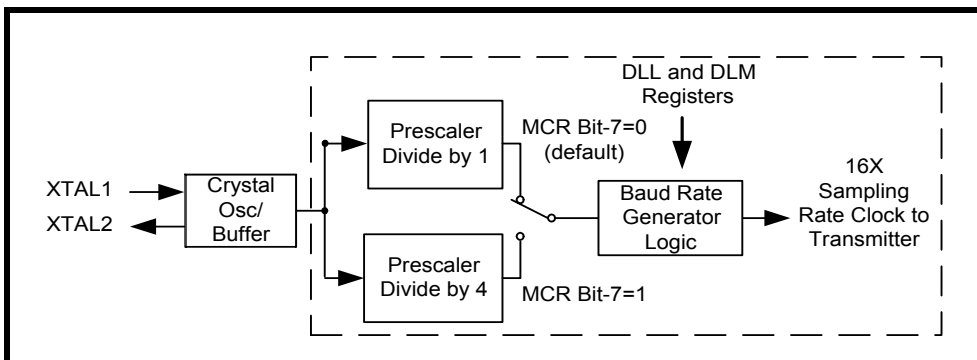 DLL and DLM
Registers
Prescaler
Divide by 1
MCR Bit-7=0
(default)
XTAL1
XTAL2
Crystal
Osc/
Buffer
Baud Rate
Generator
Logic
16X
Sampling
Rate Clock to
Transmitter
Prescaler
Divide by 4
MCR Bit-7=1